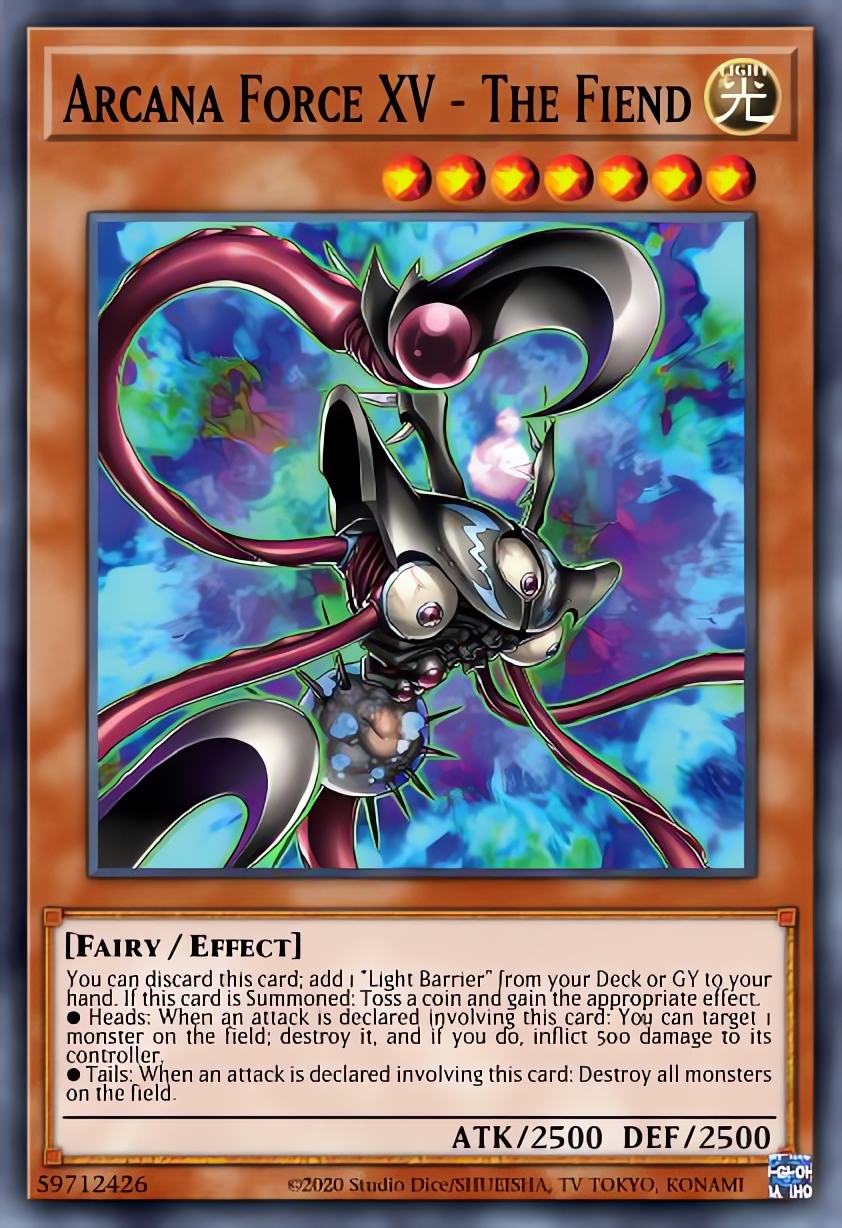 ARCANA FORCE XV - THE FIEND
LIGHT
光
[FAIRY / EFFECT]
You can discard this card; add 1 "Light Barrier" from your Deck or GY to your
hand. If this card is Summoned: Toss a coin and gain the appropriate effect.
● Heads: When an attack is declared involving this card: You can target 1
monster on the field; destroy it, and if you do, inflict 500 damage to its
controller.
● Tails: When an attack is declared involving this card: Destroy all monsters
on the field.
ATK/2500 DEF/2500
59712426 ©2020 Studio Dice/SHUEISHA, TV TOKYO, KONAMI